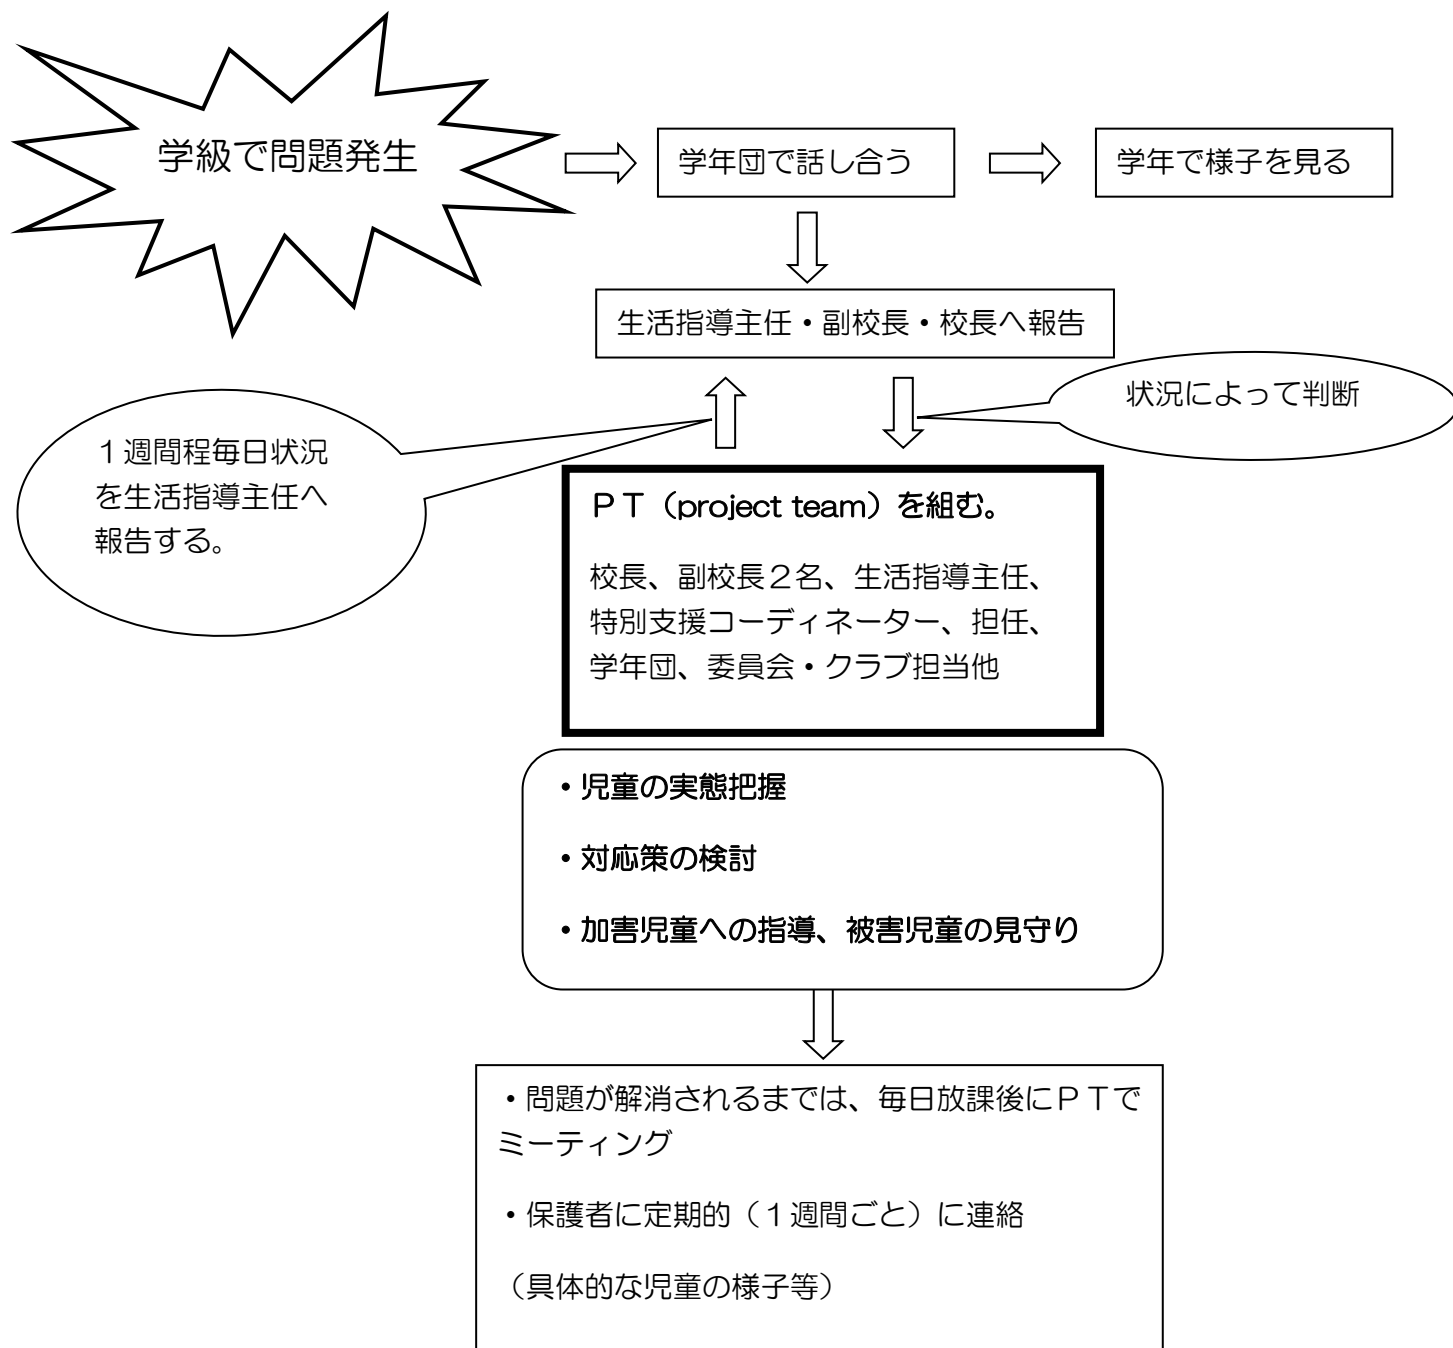 学級で問題発生
学年団で話し合う
学年で様子を見る
生活指導主任・副校長・校長へ報告
状況によって判断
１週間程毎日状況
を生活指導主任へ
報告する。
ＰＴ（project team）を組む。
校長、副校長２名、生活指導主任、
特別支援コーディネーター、担任、
学年団、委員会・クラブ担当他
・児童の実態把握
・対応策の検討
・加害児童への指導、被害児童の見守り
・問題が解消されるまでは、毎日放課後にＰＴで
ミーティング
・保護者に定期的（１週間ごと）に連絡
（具体的な児童の様子等）